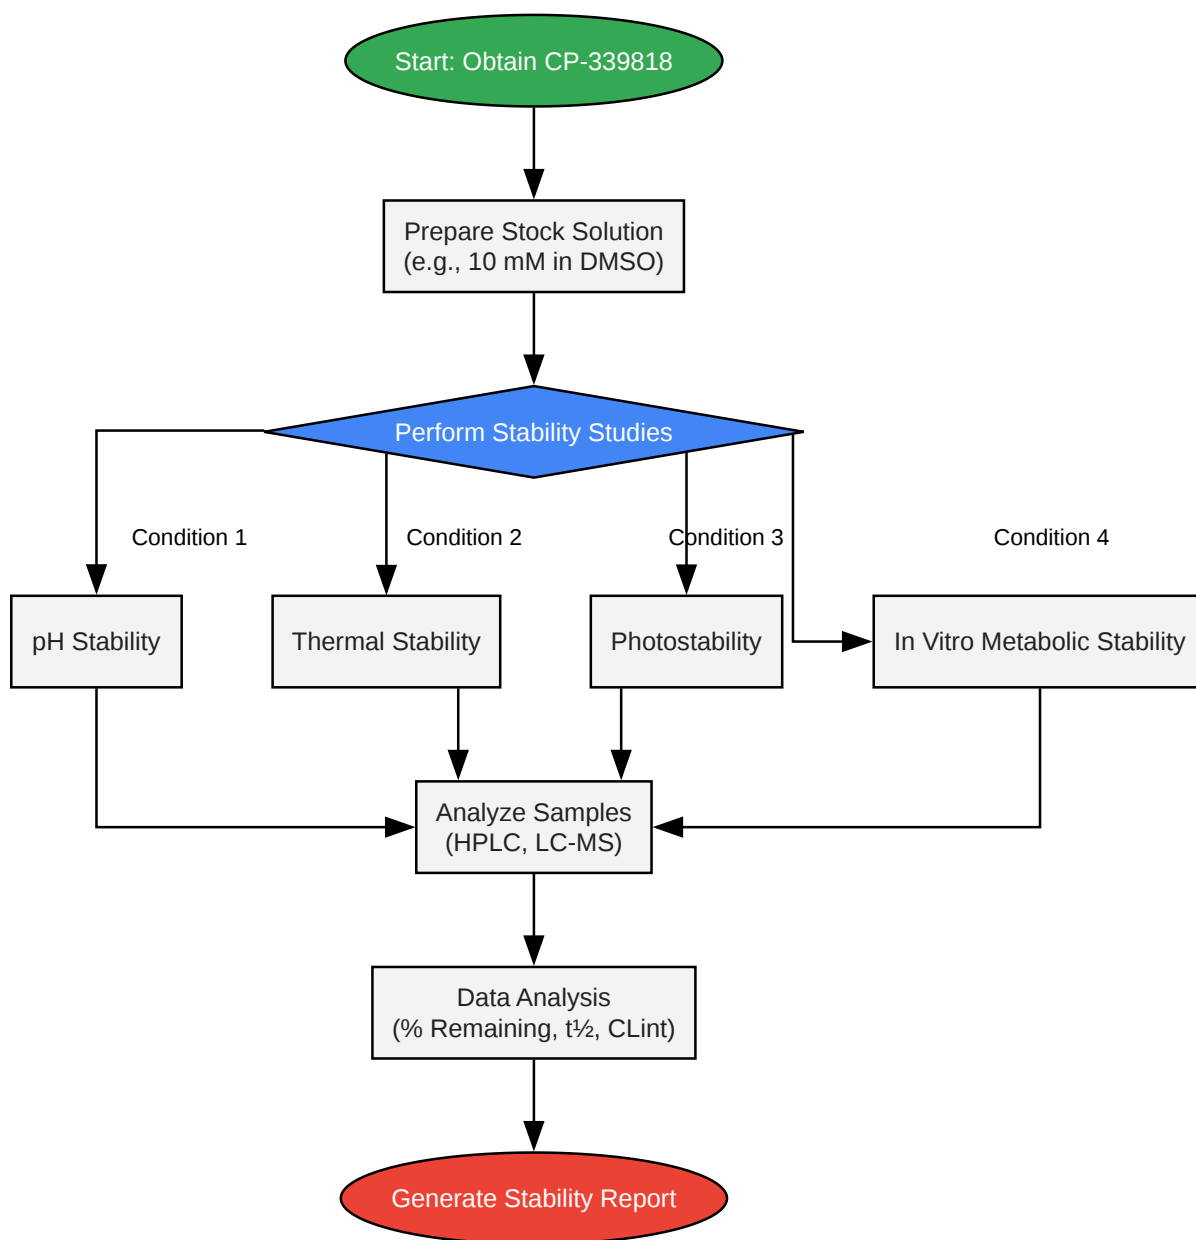 Start: Obtain CP-339818
Prepare Stock Solution
(e.g., 10 mM in DMSO)
Perform Stability Studies
Condition 1
Condition 2
Condition 3
Condition 4
pH Stability
Thermal Stability
Photostability
In Vitro Metabolic Stability
Analyze Samples
(HPLC, LC-MS)
Data Analysis
(% Remaining, t½, CLint)
Generate Stability Report